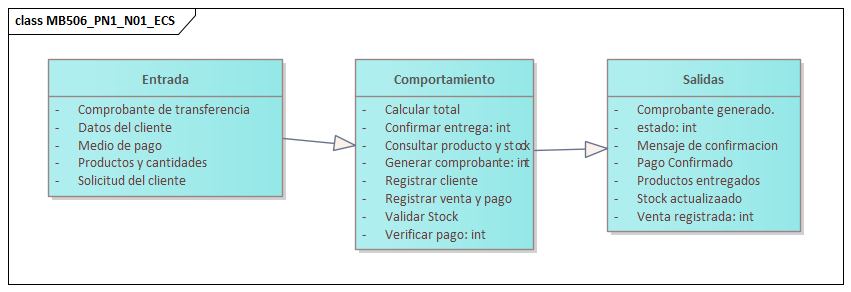 class MB506_PN1_N01_ECS
Entrada
- Comprobante de transferencia
- Datos del cliente
- Medio de pago
- Productos y cantidades
- Solicitud del cliente
Comportamiento
- Calcular total
- Confirmar entrega: int
- Consultar producto y stock
- Generar comprobante: int
- Registrar cliente
- Registrar venta y pago
- Validar Stock
- Verificar pago: int
Salidas
- Comprobante generado.
- estado: int
- Mensaje de confirmacion
- Pago Confirmado
- Productos entregados
- Stock actualizaado
- Venta registrada: int